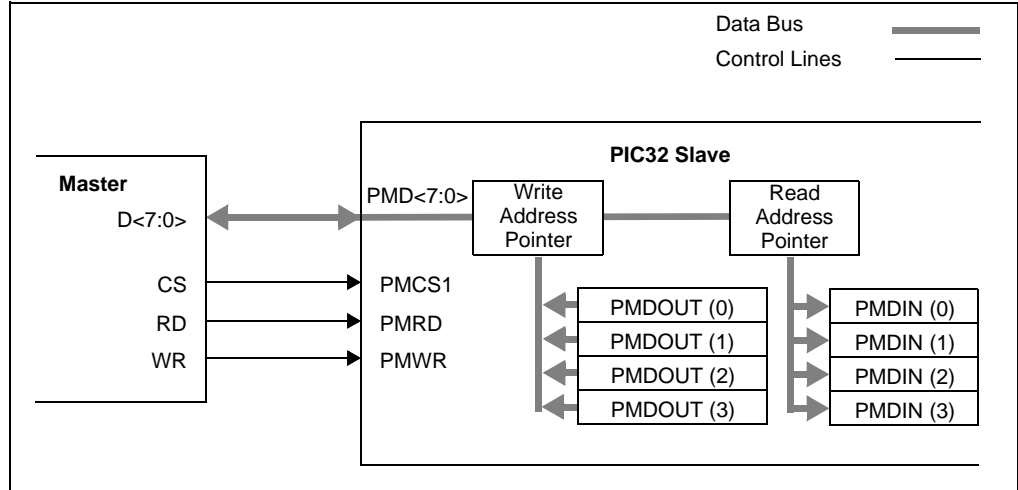 Data Bus
Control Lines
PIC32 Slave
Master
D<7:0>
PMD<7:0>
Write
Address
Pointer
Read
Address
Pointer
CS
PMCS1
RD
PMRD
WR
PMWR
PMDOUT (0)
PMDOUT (1)
PMDOUT (2)
PMDOUT (3)
PMDIN (0)
PMDIN (1)
PMDIN (2)
PMDIN (3)